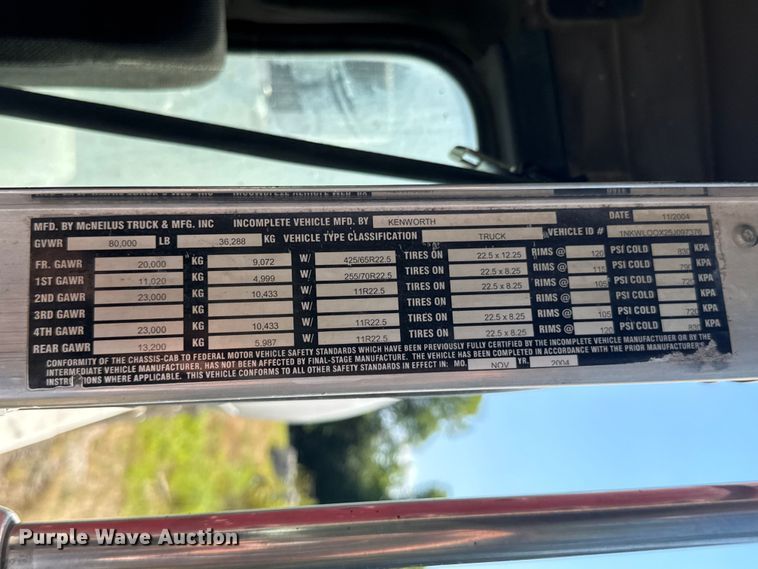 MFD. BY McNEILUS TRUCK & MFG. INC INCOMPLETE VEHICLE MFD. BY KENWORTH DATE 11/2004
GVWR 80,000 LB 36,288 KG VEHICLE TYPE CLASSIFICATION TRUCK VEHICLE ID # 1NKWLOOX25J097376
FR. GAWR 20,000 KG 9,072 W/ 425/65R22.5 TIRES ON 22.5 x 12.25 RIMS @ 120 PSI COLD 830 KPA
1ST GAWR 11,020 KG 4,999 W/ 255/70R22.5 TIRES ON 22.5 x 8.25 RIMS @ 115 PSI COLD 790 KPA
2ND GAWR 23,000 KG 10,433 W/ 11R22.5 TIRES ON 22.5 x 8.25 RIMS @ 105 PSI COLD 720 KPA
3RD GAWR KG W/ TIRES ON RIMS @ PSI COLD KPA
4TH GAWR 23,000 KG 10,433 W/ 11R22.5 TIRES ON 22.5 x 8.25 RIMS @ 105 PSI COLD 720 KPA
REAR GAWR 13,200 KG 5,987 W/ 11R22.5 TIRES ON 22.5 x 8.25 RIMS @ 120 PSI COLD 830 KPA
CONFORMITY OF THE CHASSIS-CAB TO FEDERAL MOTOR VEHICLE SAFETY STANDARDS WHICH HAVE BEEN PREVIOUSLY FULLY CERTIFIED BY THE INCOMPLETE VEHICLE MANUFACTURER OR BY THE
INTERMEDIATE VEHICLE MANUFACTURER, HAS NOT BEEN AFFECTED BY FINAL-STAGE MANUFACTURE. THE VEHICLE HAS BEEN COMPLETED IN ACCORDANCE WITH THE PRIOR MANUFACTURER'S
INSTRUCTIONS WHERE APPLICABLE. THIS VEHICLE CONFORMS TO ALL OTHER SAFETY STANDARDS IN EFFECT IN: MO. NOV YR. 2004
Purple Wave Auction